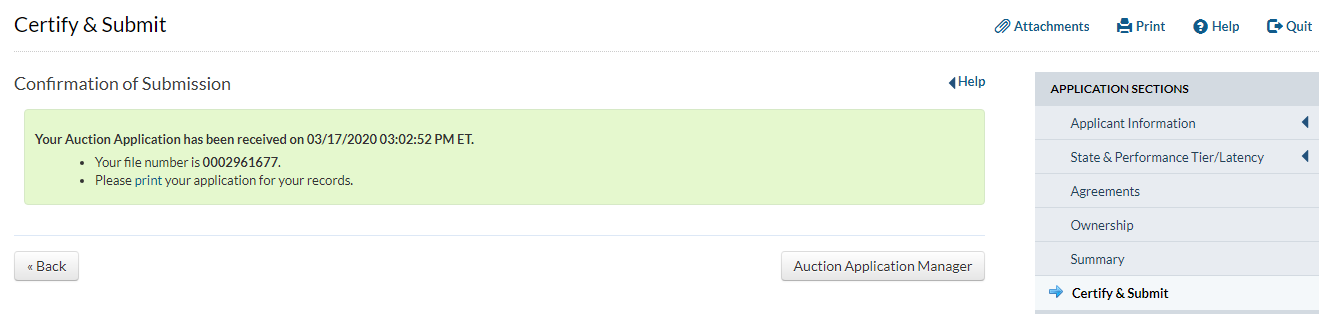 Certify & Submit
Attachments Print Help Quit
Confirmation of Submission
Help
Your Auction Application has been received on 03/17/2020 03:02:52 PM ET.
• Your file number is 0002961677.
• Please print your application for your records.
« Back
Auction Application Manager
APPLICATION SECTIONS
Applicant Information
State & Performance Tier/Latency
Agreements
Ownership
Summary
Certify & Submit